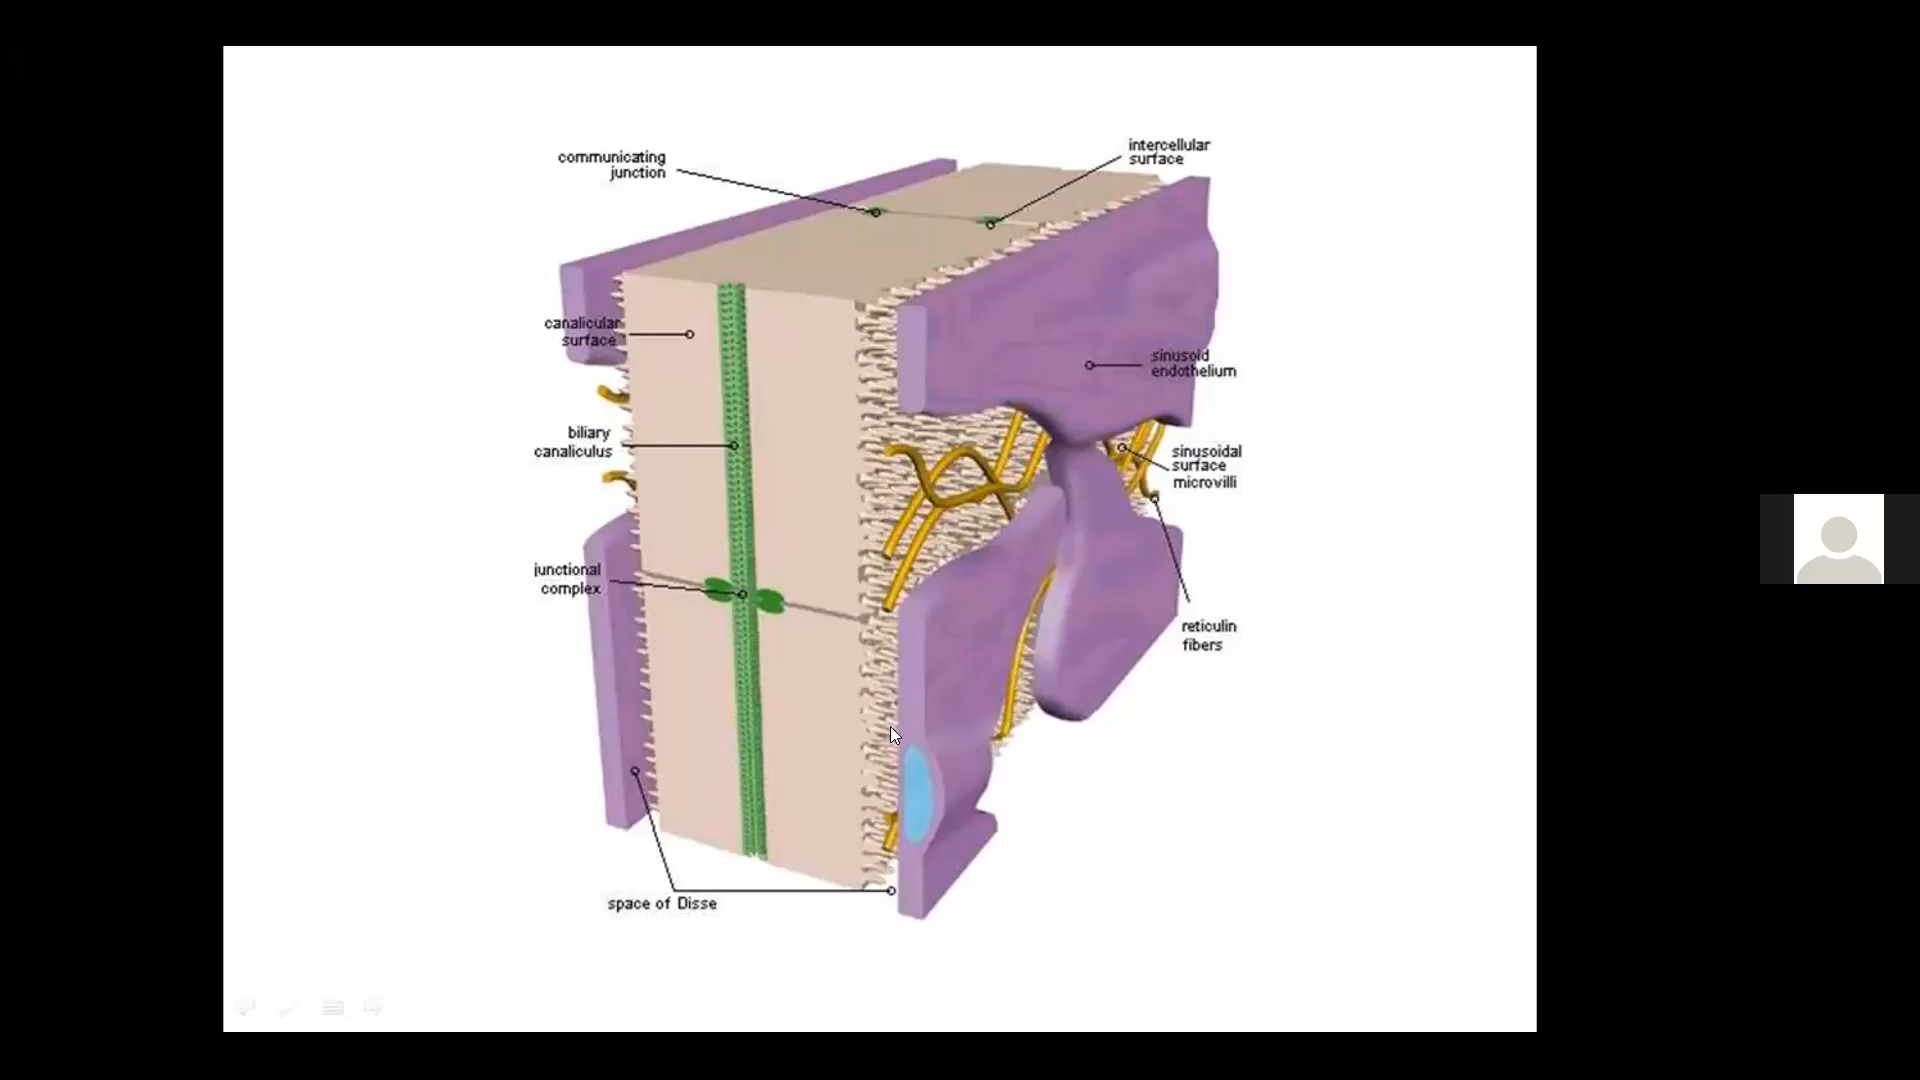 communicating
junction
intercellular
surface
canalicular
surface
sinusoid
endothelium
biliary
canaliculus
sinusoidal
surface
microvilli
junctional
complex
reticulin
fibers
space of Disse